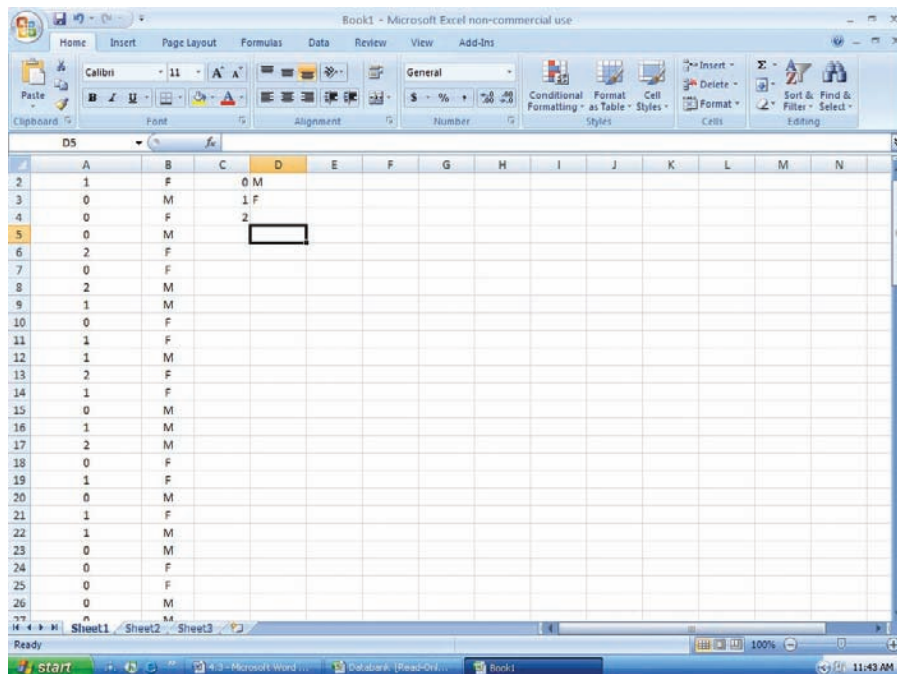 Book1 - Microsoft Excel non-commercial use
Home Insert Page Layout Formulas Data Review View Add-Ins
Paste Calibri 11 A A General Conditional Formatting Format as Table Cell Styles Insert Delete Format Sort & Filter Find & Select
B I U A $ % ,
Clipboard Font Alignment Number Styles Cells Editing
D5 fx
A B C D E F G H I J K L M N
2 1 F 0 M
3 0 M 1 F
4 0 F 2
5 0 M
6 2 F
7 0 F
8 2 M
9 1 M
10 0 F
11 1 F
12 1 M
13 2 F
14 1 F
15 0 M
16 1 M
17 2 M
18 0 F
19 1 F
20 0 M
21 1 F
22 1 M
23 0 M
24 0 F
25 0 F
26 0 M
27 0 M
Sheet1 Sheet2 Sheet3
Ready 100%
start 4.3 - Microsoft Word ... Databank [Read-Onl... Book1 11:43 AM